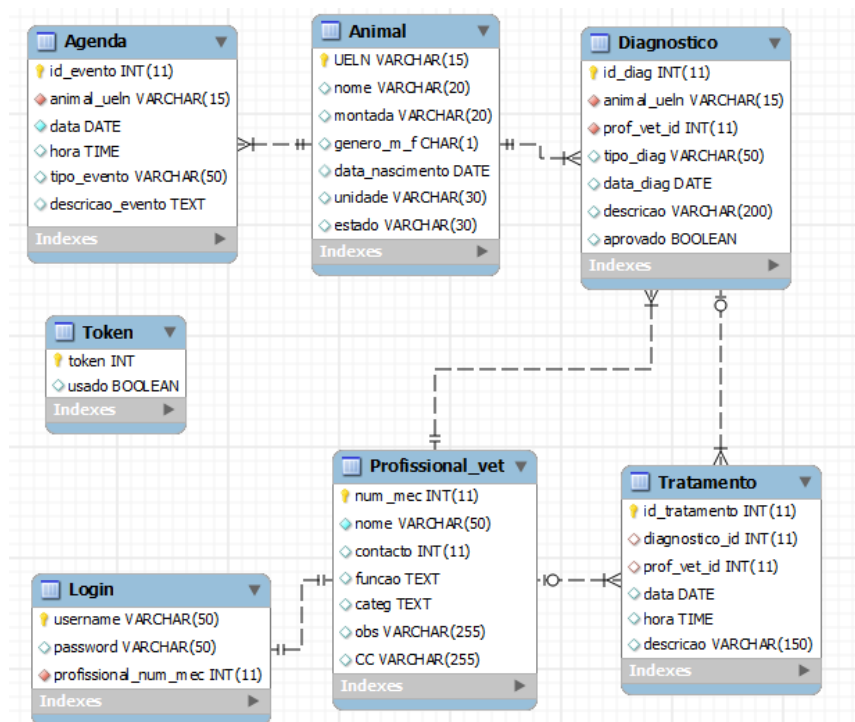 Agenda
id_evento INT(11)
animal_ueln VARCHAR(15)
data DATE
hora TIME
tipo_evento VARCHAR(50)
descricao_evento TEXT
Indexes
Animal
UELN VARCHAR(15)
nome VARCHAR(20)
montada VARCHAR(20)
genero_m_f CHAR(1)
data_nascimento DATE
unidade VARCHAR(30)
estado VARCHAR(30)
Indexes
Diagnostico
id_diag INT(11)
animal_ueln VARCHAR(15)
prof_vet_id INT(11)
tipo_diag VARCHAR(50)
data_diag DATE
descricao VARCHAR(200)
aprovado BOOLEAN
Indexes
Token
token INT
usado BOOLEAN
Indexes
Profissional_vet
num_mec INT(11)
nome VARCHAR(50)
contacto INT(11)
funcao TEXT
categ TEXT
obs VARCHAR(255)
CC VARCHAR(255)
Indexes
Tratamento
id_tratamento INT(11)
diagnostico_id INT(11)
prof_vet_id INT(11)
data DATE
hora TIME
descricao VARCHAR(150)
Indexes
Login
username VARCHAR(50)
password VARCHAR(50)
profissional_num_mec INT(11)
Indexes